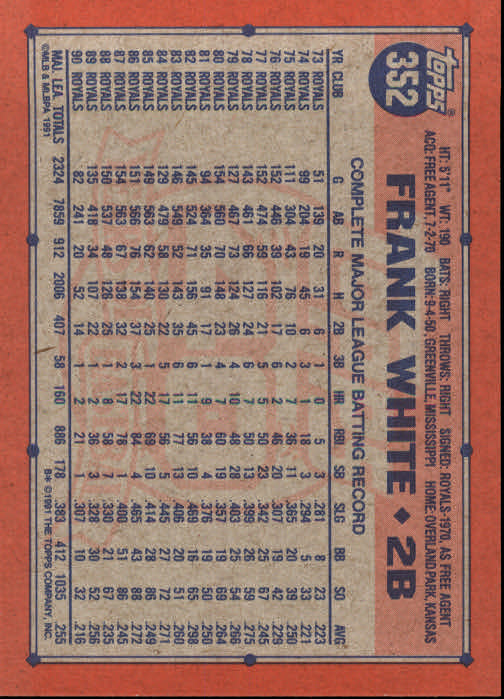 topps®
352
HT: 5'11" WT: 190 BATS: RIGHT THROWS: RIGHT SIGNED: ROYALS-1970, AS FREE AGENT
ACQ: FREE AGENT, 7-2-70 BORN: 9-4-50, GREENVILLE, MISSISSIPPI HOME: OVERLAND PARK, KANSAS
FRANK WHITE ♦ 2B
COMPLETE MAJOR LEAGUE BATTING RECORD
YR CLUB G AB R H 2B 3B HR RBI SB SLG BB SO AVG
73 ROYALS 51 139 20 31 6 1 0 5 3 .281 8 23 .223
74 ROYALS 99 204 19 45 6 3 1 18 3 .294 5 33 .221
75 ROYALS 111 304 43 76 10 2 7 36 11 .365 20 39 .250
76 ROYALS 152 446 39 102 17 6 2 46 20 .307 19 42 .229
77 ROYALS 152 474 59 116 21 5 5 50 23 .342 18 67 .245
78 ROYALS 143 461 66 127 24 6 7 50 13 .399 26 59 .275
79 ROYALS 127 467 73 124 26 4 10 48 28 .403 25 54 .266
80 ROYALS 154 560 70 148 23 4 7 60 19 .357 19 69 .264
81 ROYALS 94 364 35 91 17 1 9 38 4 .376 19 50 .250
82 ROYALS 145 524 71 156 45 6 11 56 10 .469 16 65 .298
83 ROYALS 146 549 52 143 35 6 11 77 13 .406 20 51 .260
84 ROYALS 129 479 58 130 22 5 17 56 5 .445 27 72 .271
85 ROYALS 149 563 62 140 25 1 22 69 10 .414 28 86 .249
86 ROYALS 151 566 76 154 37 3 22 84 4 .465 43 88 .272
87 ROYALS 154 563 67 138 32 2 17 78 1 .400 51 86 .245
88 ROYALS 150 537 48 126 25 1 8 58 7 .330 21 67 .235
89 ROYALS 135 418 34 107 22 1 2 36 3 .328 30 52 .256
90 ROYALS 82 241 20 52 14 1 2 21 1 .307 10 32 .216
MAJ. LEA. TOTALS 2324 7859 912 2006 407 58 160 886 178 .383 412 1035 .255
©MLB & MLBPA 1991 B* ©1991 THE TOPPS COMPANY, INC.